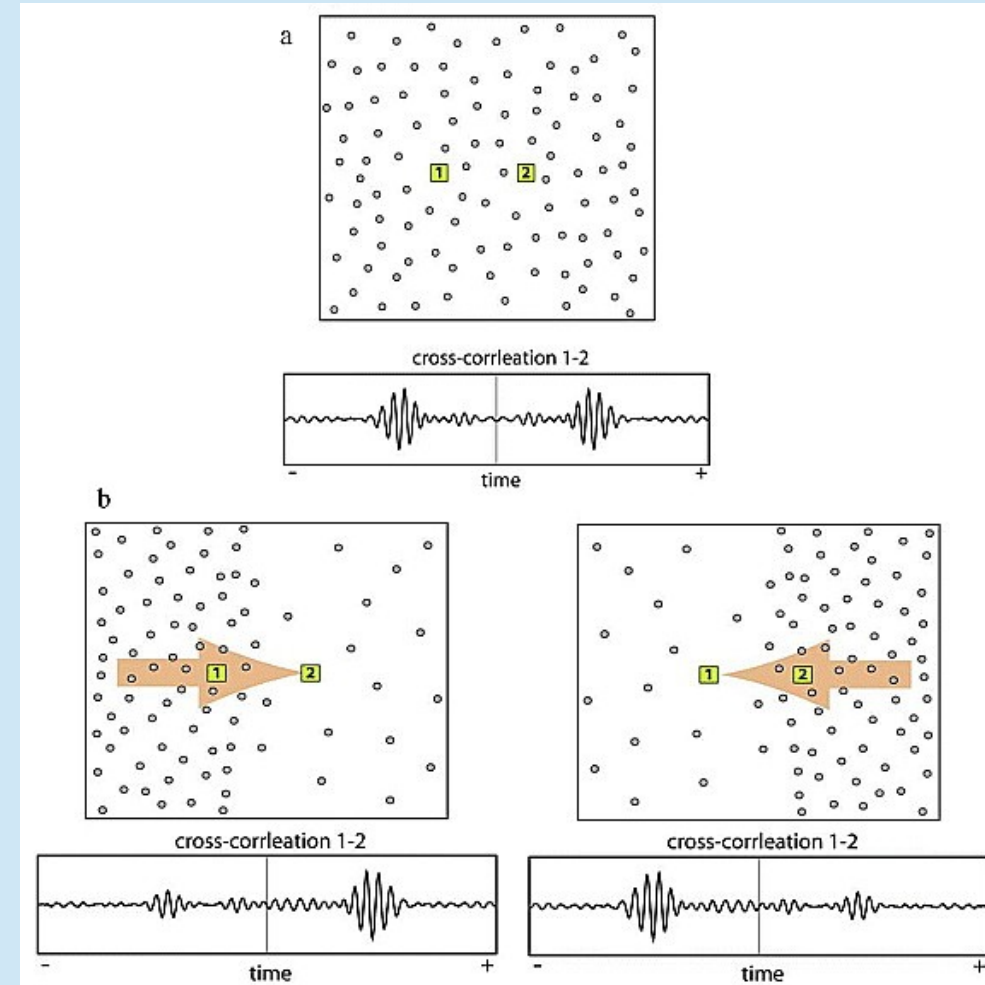 a
1 2
cross-corrleation 1-2
- +
time
b
1 2
1 2
cross-corrleation 1-2
cross-corrleation 1-2
- +
time
- +
time